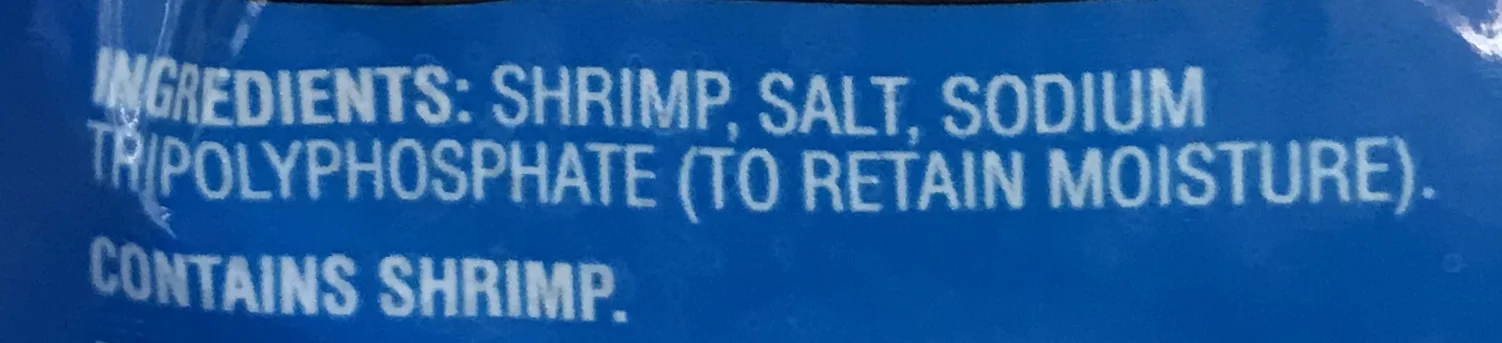 INGREDIENTS: SHRIMP, SALT, SODIUM
TRIPOLYPHOSPHATE (TO RETAIN MOISTURE).
CONTAINS SHRIMP.